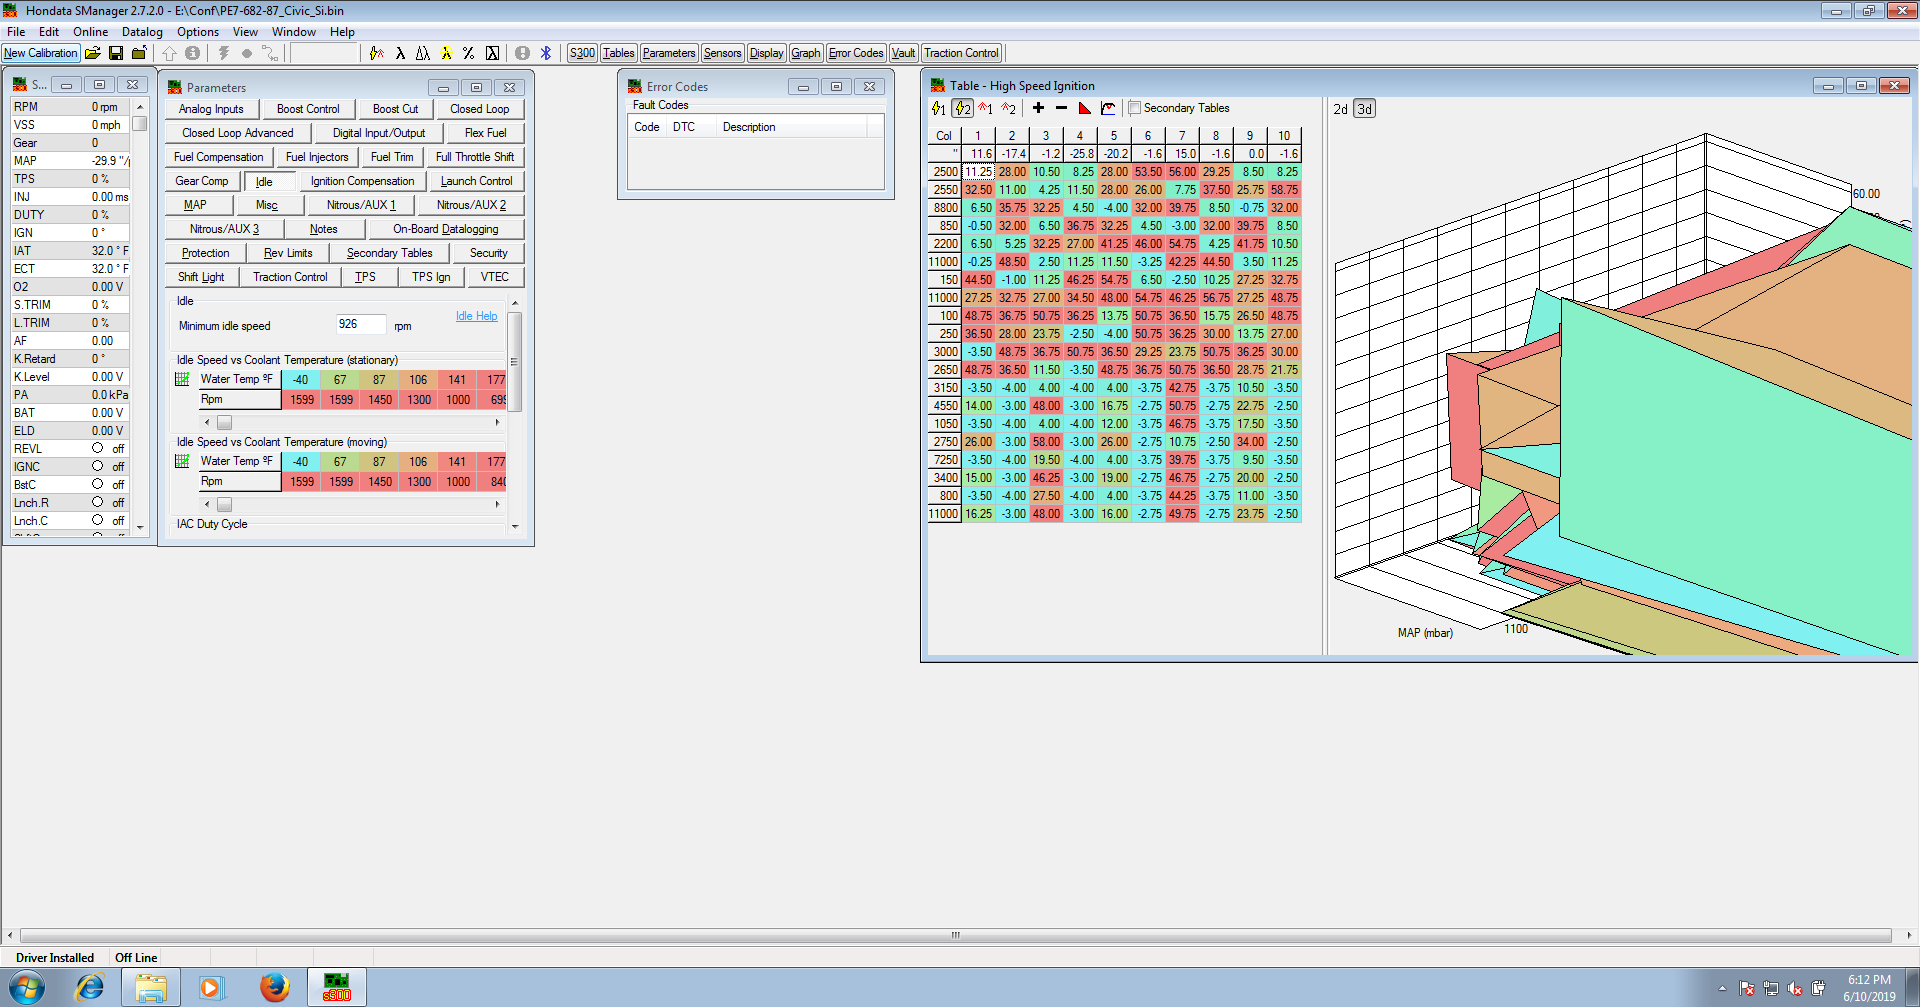 Hondata SManager 2.7.2.0 - E:\Conf\PE7-682-87_Civic_Si.bin
File Edit Online Datalog Options View Window Help
New Calibration S300 Tables Parameters Sensors Display Graph Error Codes Vault Traction Control
S...
RPM 0 rpm
VSS 0 mph
Gear 0
MAP -29.9 "/
TPS 0 %
INJ 0.00 ms
DUTY 0 %
IGN 0 °
IAT 32.0 ° F
ECT 32.0 ° F
O2 0.00 V
S.TRIM 0 %
L.TRIM 0 %
AF 0.00
K.Retard 0 °
K.Level 0.00 V
PA 0.0 kPa
BAT 0.00 V
ELD 0.00 V
REVL off
IGNC off
BstC off
Lnch.R off
Lnch.C off
Parameters
Analog Inputs Boost Control Boost Cut Closed Loop
Closed Loop Advanced Digital Input/Output Flex Fuel
Fuel Compensation Fuel Injectors Fuel Trim Full Throttle Shift
Gear Comp Idle Ignition Compensation Launch Control
MAP Misc Nitrous/AUX 1 Nitrous/AUX 2
Nitrous/AUX 3 Notes On-Board Datalogging
Protection Rev Limits Secondary Tables Security
Shift Light Traction Control TPS TPS Ign VTEC
Idle
Idle Help
Minimum idle speed 926 rpm
Idle Speed vs Coolant Temperature (stationary)
Water Temp ºF -40 67 87 106 141 177
Rpm 1599 1599 1450 1300 1000 699
Idle Speed vs Coolant Temperature (moving)
Water Temp ºF -40 67 87 106 141 177
Rpm 1599 1599 1450 1300 1000 840
IAC Duty Cycle
Error Codes
Fault Codes
Code DTC Description
Table - High Speed Ignition
1 2 1 2 Secondary Tables 2d 3d
Col 1 2 3 4 5 6 7 8 9 10
" 11.6 -17.4 -1.2 -25.8 -20.2 -1.6 15.0 -1.6 0.0 -1.6
2500 11.25 28.00 10.50 8.25 28.00 53.50 56.00 29.25 8.50 8.25
2550 32.50 11.00 4.25 11.50 28.00 26.00 7.75 37.50 25.75 58.75
8800 6.50 35.75 32.25 4.50 -4.00 32.00 39.75 8.50 -0.75 32.00
850 -0.50 32.00 6.50 36.75 32.25 4.50 -3.00 32.00 39.75 8.50
2200 6.50 5.25 32.25 27.00 41.25 46.00 54.75 4.25 41.75 10.50
11000 -0.25 48.50 2.50 11.25 11.50 -3.25 42.25 44.50 3.50 11.25
150 44.50 -1.00 11.25 46.25 54.75 6.50 -2.50 10.25 27.25 32.75
11000 27.25 32.75 27.00 34.50 48.00 54.75 46.25 56.75 27.25 48.75
100 48.75 36.75 50.75 36.25 13.75 50.75 36.50 15.75 26.50 48.75
250 36.50 28.00 23.75 -2.50 -4.00 50.75 36.25 30.00 13.75 27.00
3000 -3.50 48.75 36.75 50.75 36.50 29.25 23.75 50.75 36.25 30.00
2650 48.75 36.50 11.50 -3.50 48.75 36.75 50.75 36.50 28.75 21.75
3150 -3.50 -4.00 4.00 -4.00 4.00 -3.75 42.75 -3.75 10.50 -3.50
4550 14.00 -3.00 48.00 -3.00 16.75 -2.75 50.75 -2.75 22.75 -2.50
1050 -3.50 -4.00 4.00 -4.00 12.00 -3.75 46.75 -3.75 17.50 -3.50
2750 26.00 -3.00 58.00 -3.00 26.00 -2.75 10.75 -2.50 34.00 -2.50
7250 -3.50 -4.00 19.50 -4.00 4.00 -3.75 39.75 -3.75 9.50 -3.50
3400 15.00 -3.00 46.25 -3.00 19.00 -2.75 46.75 -2.75 20.00 -2.50
800 -3.50 -4.00 27.50 -4.00 4.00 -3.75 44.25 -3.75 11.00 -3.50
11000 16.25 -3.00 48.00 -3.00 16.00 -2.75 49.75 -2.75 23.75 -2.50
60.00
MAP (mbar) 1100
Driver Installed Off Line
s300
6:12 PM
6/10/2019